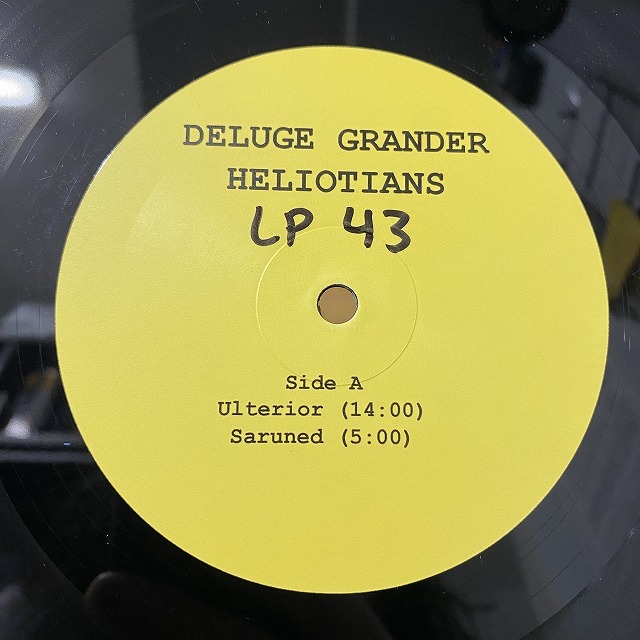 DELUGE GRANDER
HELIOTIANS
LP 43
Side A
Ulterior (14:00)
Saruned (5:00)